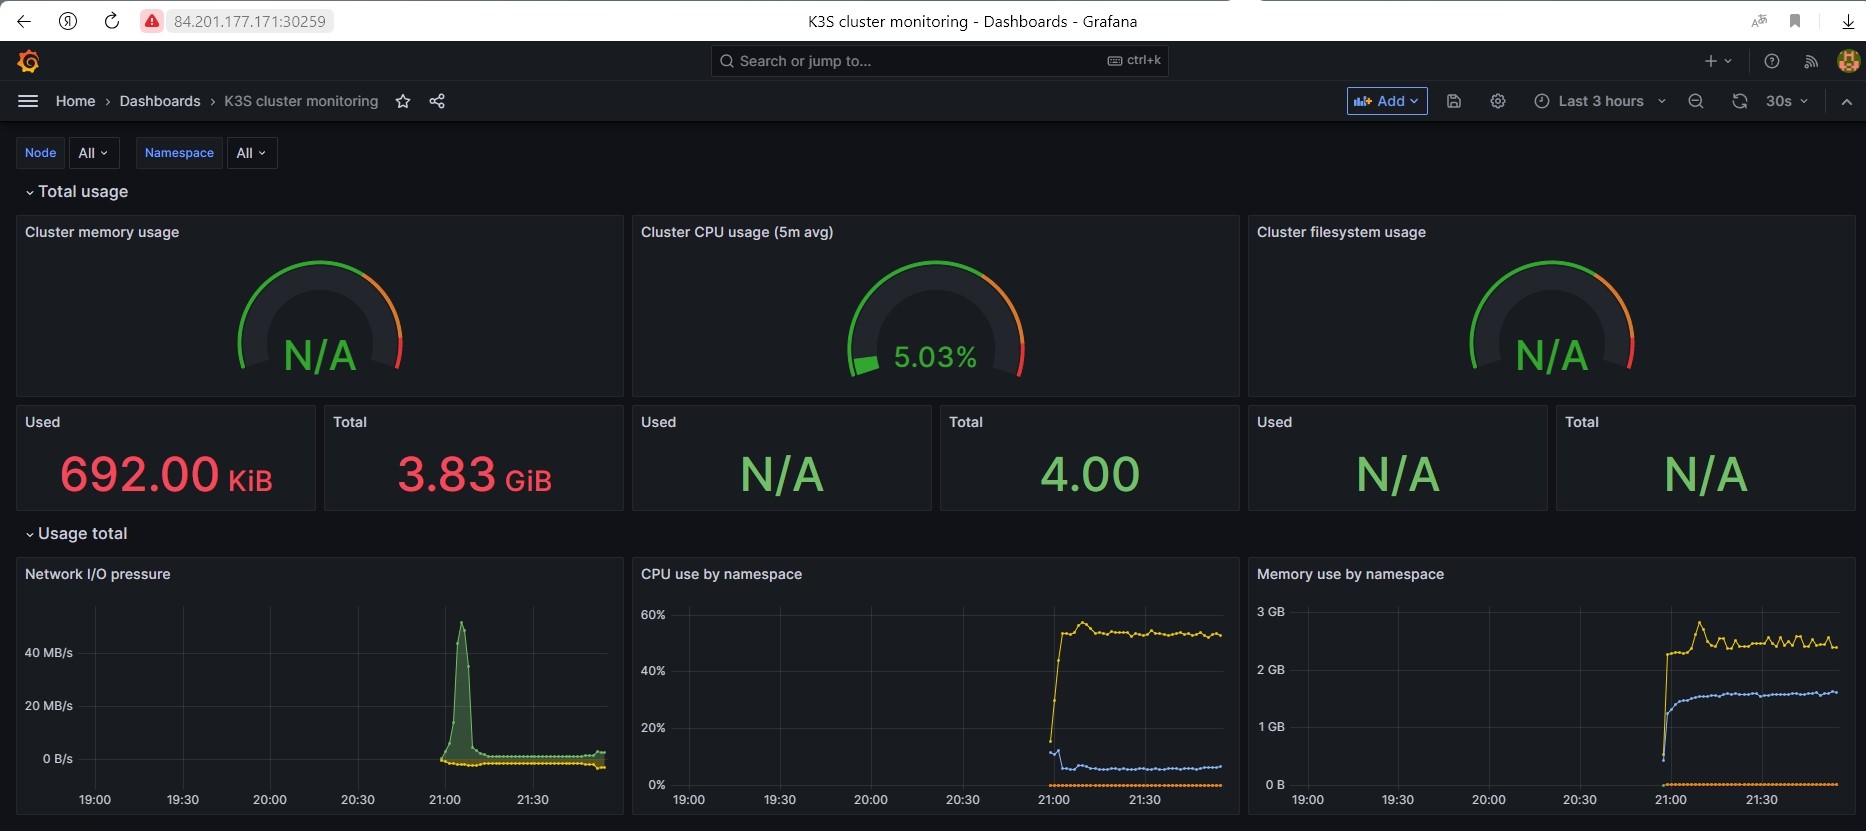 84.201.177.171:30259
K3S cluster monitoring - Dashboards - Grafana
Search or jump to...
ctrl+k
Home › Dashboards › K3S cluster monitoring
Add
Last 3 hours
30s
Node
All
Namespace
All
Total usage
Cluster memory usage
N/A
Cluster CPU usage (5m avg)
5.03%
Cluster filesystem usage
N/A
Used
692.00 KiB
Total
3.83 GiB
Used
N/A
Total
4.00
Used
N/A
Total
N/A
Usage total
Network I/O pressure
40 MB/s
20 MB/s
0 B/s
19:00 19:30 20:00 20:30 21:00 21:30
CPU use by namespace
60%
40%
20%
0%
19:00 19:30 20:00 20:30 21:00 21:30
Memory use by namespace
3 GB
2 GB
1 GB
0 B
19:00 19:30 20:00 20:30 21:00 21:30